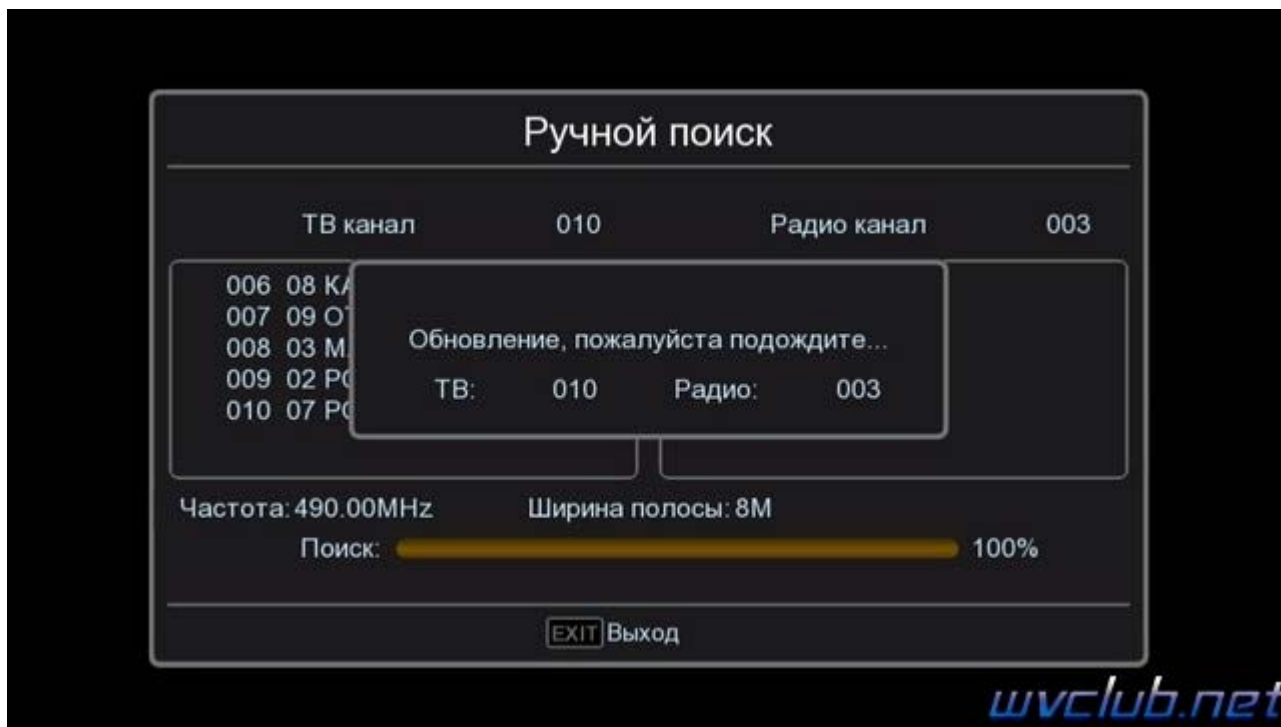 Ручной поиск
ТВ канал 010 Радио канал 003
006 08
007 09
008 03
009 02
010 07
Обновление, пожалуйста подождите...
ТВ: 010 Радио: 003
Частота: 490.00MHz Ширина полосы: 8M
Поиск: 100%
EXIT Выход
wvclub.net